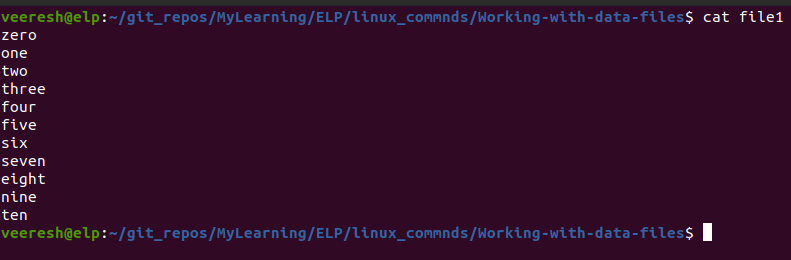 veeresh@elp:~/git_repos/MyLearning/ELP/linux_commnds/Working-with-data-files$ cat file1
zero
one
two
three
four
five
six
seven
eight
nine
ten
veeresh@elp:~/git_repos/MyLearning/ELP/linux_commnds/Working-with-data-files$